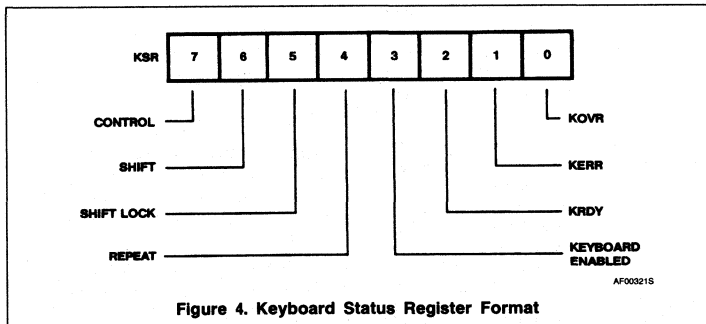 KSR 7 6 5 4 3 2 1 0
CONTROL KOVR
SHIFT KERR
SHIFT LOCK KRDY
REPEAT KEYBOARD
ENABLED
AF00321S
Figure 4. Keyboard Status Register Format